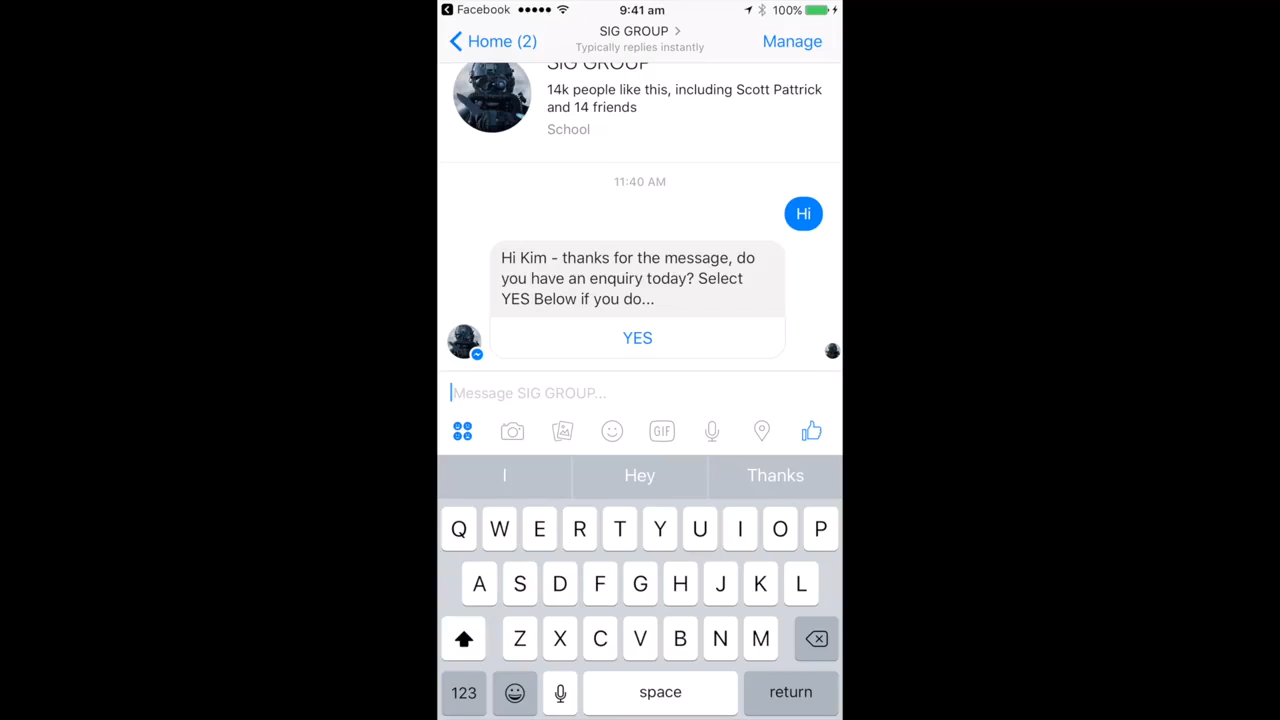 Facebook 9:41 am 100%
Home (2) SIG GROUP Manage
Typically replies instantly
SIG GROUP
14k people like this, including Scott Pattrick
and 14 friends
School
11:40 AM
Hi
Hi Kim - thanks for the message, do
you have an enquiry today? Select
YES Below if you do...
YES
Message SIG GROUP...
GIF
I Hey Thanks
Q W E R T Y U I O P
A S D F G H J K L
Z X C V B N M
123 space return